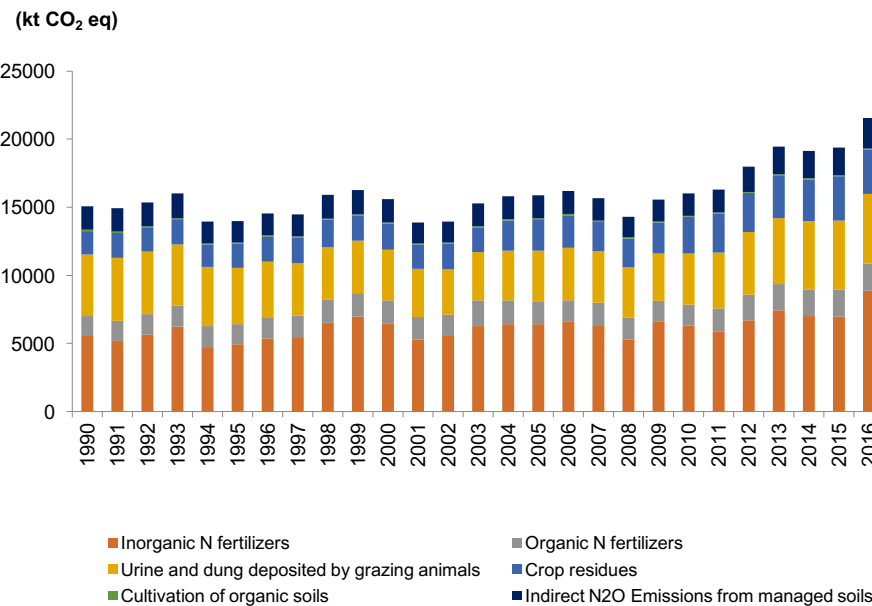 (kt CO₂ eq)
25000
20000
15000
10000
5000
0
1990 1991 1992 1993 1994 1995 1996 1997 1998 1999 2000 2001 2002 2003 2004 2005 2006 2007 2008 2009 2010 2011 2012 2013 2014 2015 2016
Inorganic N fertilizers Organic N fertilizers
Urine and dung deposited by grazing animals Crop residues
Cultivation of organic soils Indirect N2O Emissions from managed soils